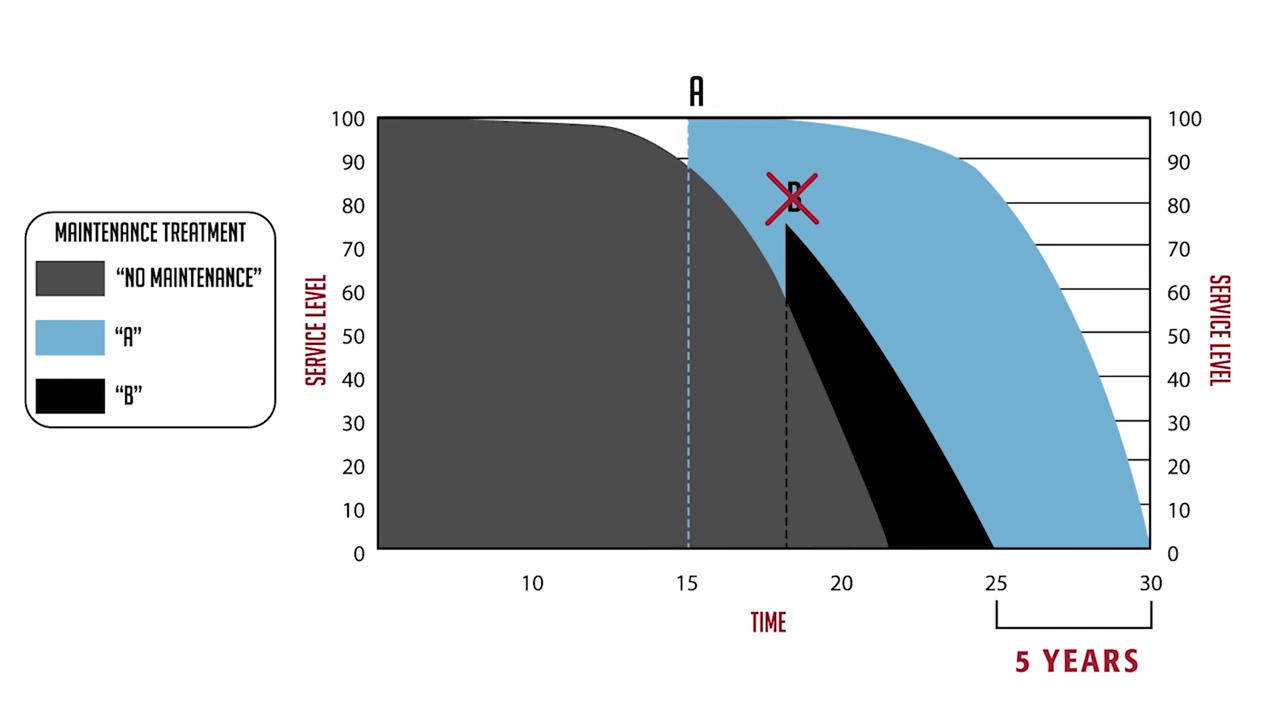 A
100
90
80
70
60
50
40
30
20
10
0
SERVICE LEVEL
MAINTENANCE TREATMENT
“NO MAINTENANCE”
“A”
“B”
B
100
90
80
70
60
50
40
30
20
10
0
SERVICE LEVEL
10 15 20 25 30
TIME
5 YEARS